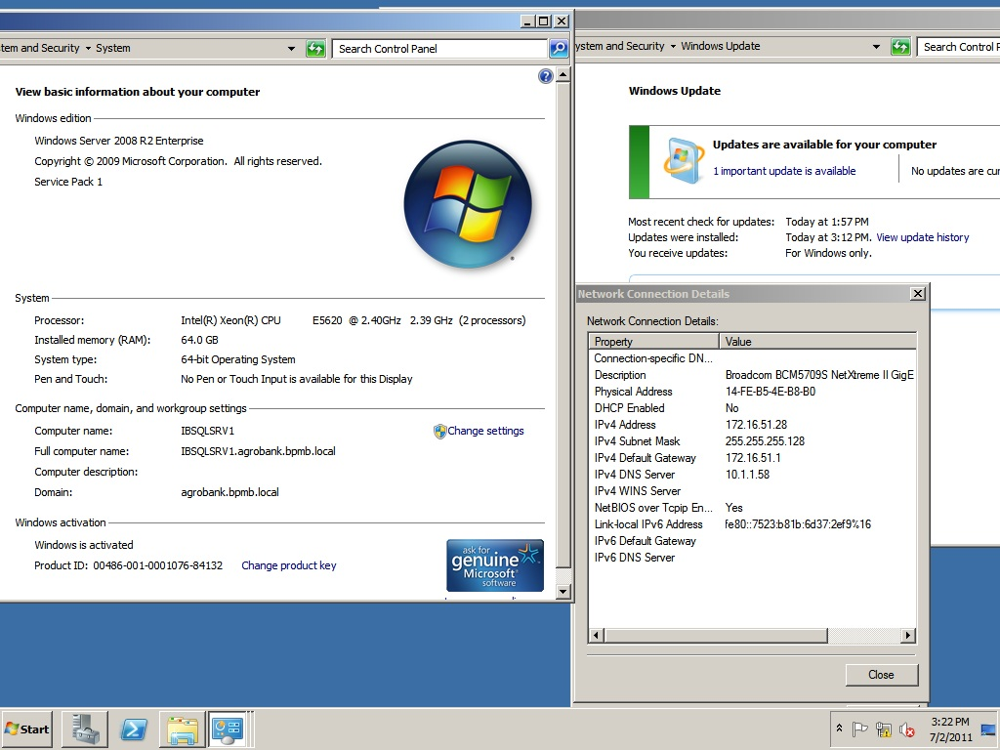 tem and Security ▾ System
Search Control Panel
View basic information about your computer
Windows edition
Windows Server 2008 R2 Enterprise
Copyright © 2009 Microsoft Corporation. All rights reserved.
Service Pack 1
System
Processor: Intel(R) Xeon(R) CPU E5620 @ 2.40GHz 2.39 GHz (2 processors)
Installed memory (RAM): 64.0 GB
System type: 64-bit Operating System
Pen and Touch: No Pen or Touch Input is available for this Display
Computer name, domain, and workgroup settings
Computer name: IBSQLSRV1
Change settings
Full computer name: IBSQLSRV1.agrobank.bpmb.local
Computer description:
Domain: agrobank.bpmb.local
Windows activation
Windows is activated
Product ID: 00486-001-0001076-84132 Change product key
ask for
genuine
Microsoft
software
ystem and Security ▾ Windows Update
Search Control P
Windows Update
Updates are available for your computer
1 important update is available
No updates are cur
Most recent check for updates: Today at 1:57 PM
Updates were installed: Today at 3:12 PM. View update history
You receive updates: For Windows only.
Network Connection Details
Network Connection Details:
Property Value
Connection-specific DN...
Description Broadcom BCM5709S NetXtreme II GigE
Physical Address 14-FE-B5-4E-B8-B0
DHCP Enabled No
IPv4 Address 172.16.51.28
IPv4 Subnet Mask 255.255.255.128
IPv4 Default Gateway 172.16.51.1
IPv4 DNS Server 10.1.1.58
IPv4 WINS Server
NetBIOS over Tcpip En... Yes
Link-local IPv6 Address fe80::7523:b81b:6d37:2ef9%16
IPv6 Default Gateway
IPv6 DNS Server
Close
Start
3:22 PM
7/2/2011